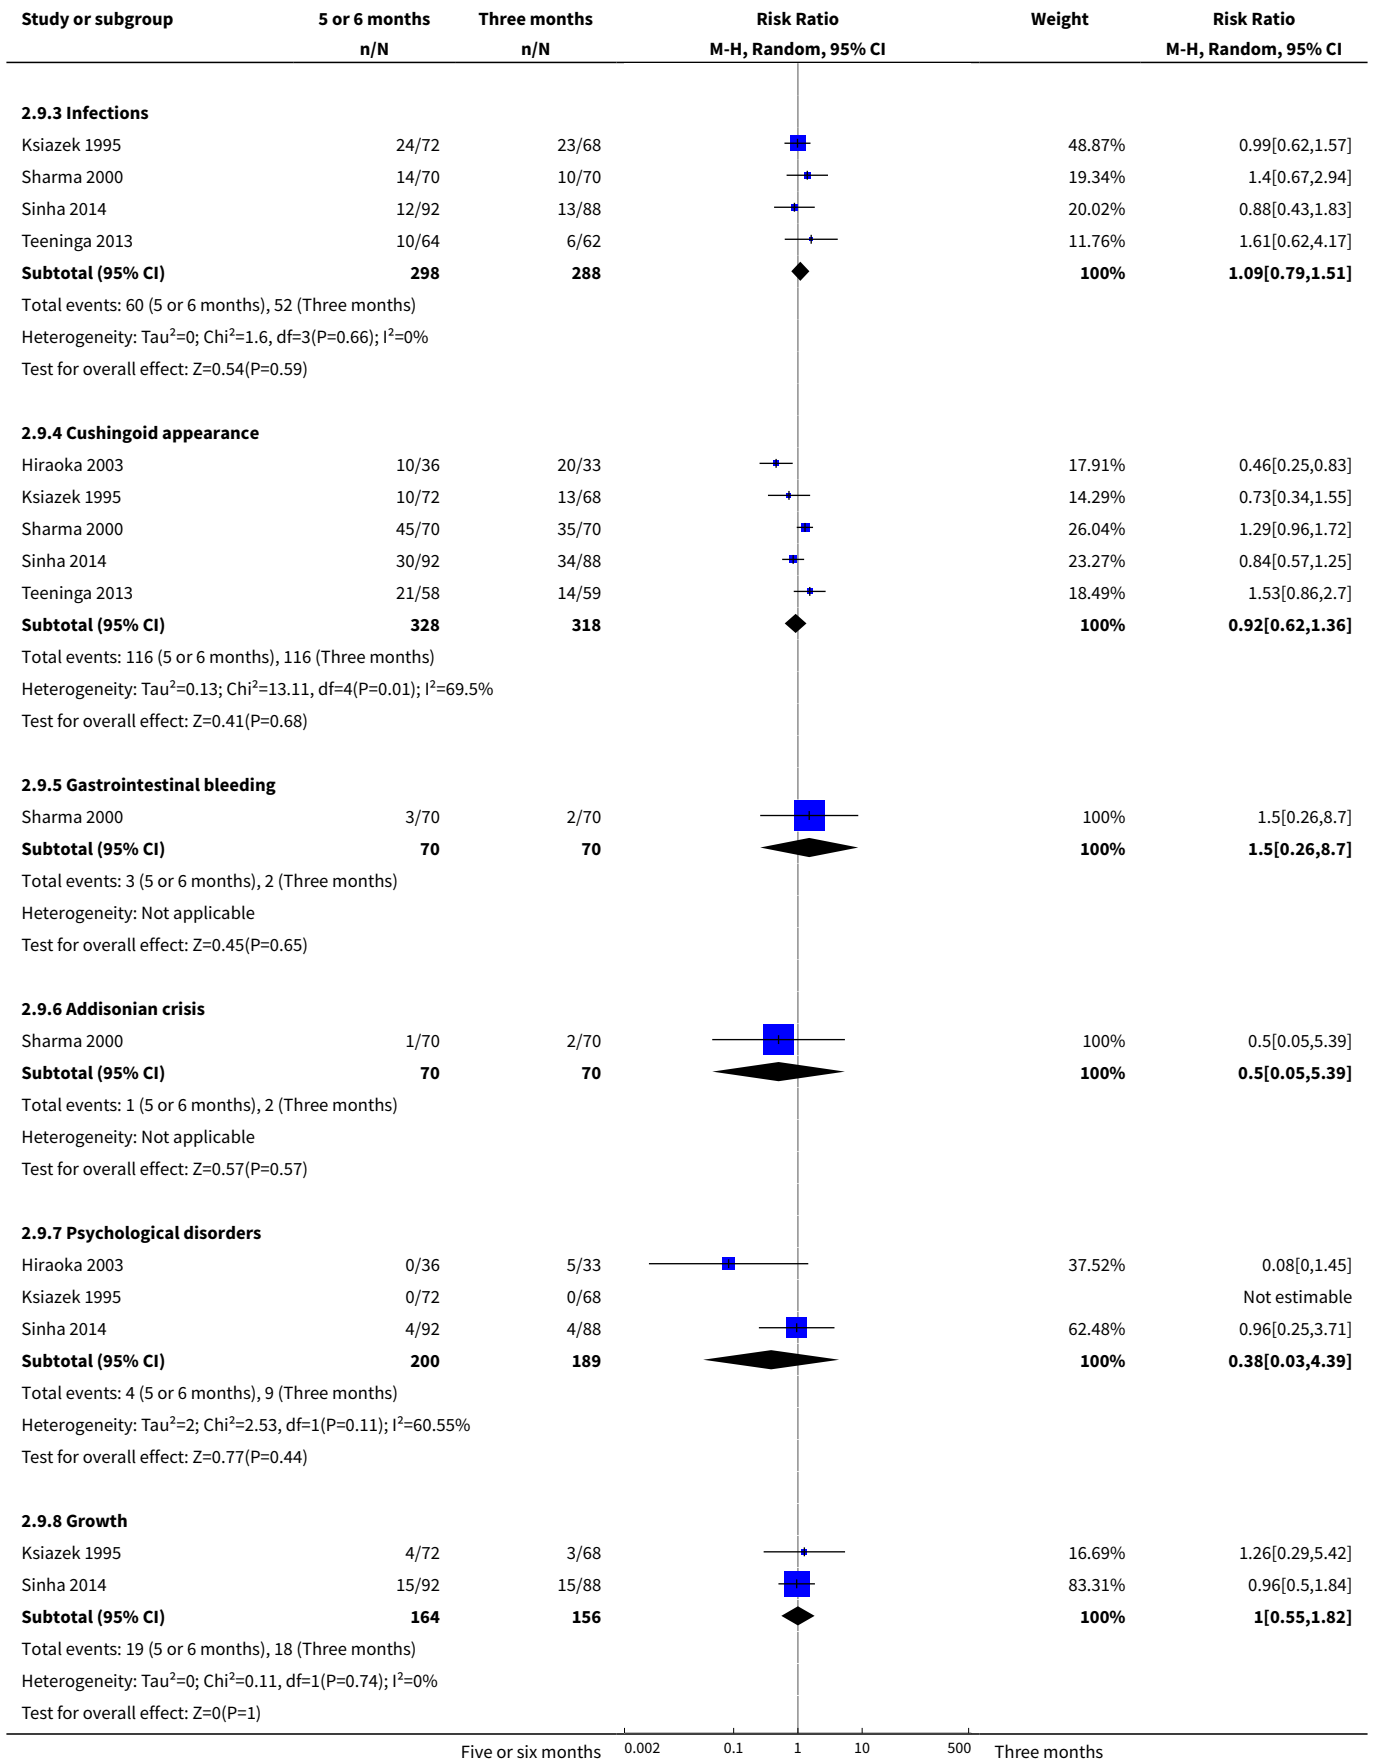 Study or subgroup 5 or 6 months Three months Risk Ratio Weight Risk Ratio
n/N n/N M-H, Random, 95% CI M-H, Random, 95% CI
2.9.3 Infections
Ksiazek 1995 24/72 23/68 48.87% 0.99[0.62,1.57]
Sharma 2000 14/70 10/70 19.34% 1.4[0.67,2.94]
Sinha 2014 12/92 13/88 20.02% 0.88[0.43,1.83]
Teeninga 2013 10/64 6/62 11.76% 1.61[0.62,4.17]
Subtotal (95% CI) 298 288 100% 1.09[0.79,1.51]
Total events: 60 (5 or 6 months), 52 (Three months)
Heterogeneity: Tau²=0; Chi²=1.6, df=3(P=0.66); I²=0%
Test for overall effect: Z=0.54(P=0.59)
2.9.4 Cushingoid appearance
Hiraoka 2003 10/36 20/33 17.91% 0.46[0.25,0.83]
Ksiazek 1995 10/72 13/68 14.29% 0.73[0.34,1.55]
Sharma 2000 45/70 35/70 26.04% 1.29[0.96,1.72]
Sinha 2014 30/92 34/88 23.27% 0.84[0.57,1.25]
Teeninga 2013 21/58 14/59 18.49% 1.53[0.86,2.7]
Subtotal (95% CI) 328 318 100% 0.92[0.62,1.36]
Total events: 116 (5 or 6 months), 116 (Three months)
Heterogeneity: Tau²=0.13; Chi²=13.11, df=4(P=0.01); I²=69.5%
Test for overall effect: Z=0.41(P=0.68)
2.9.5 Gastrointestinal bleeding
Sharma 2000 3/70 2/70 100% 1.5[0.26,8.7]
Subtotal (95% CI) 70 70 100% 1.5[0.26,8.7]
Total events: 3 (5 or 6 months), 2 (Three months)
Heterogeneity: Not applicable
Test for overall effect: Z=0.45(P=0.65)
2.9.6 Addisonian crisis
Sharma 2000 1/70 2/70 100% 0.5[0.05,5.39]
Subtotal (95% CI) 70 70 100% 0.5[0.05,5.39]
Total events: 1 (5 or 6 months), 2 (Three months)
Heterogeneity: Not applicable
Test for overall effect: Z=0.57(P=0.57)
2.9.7 Psychological disorders
Hiraoka 2003 0/36 5/33 37.52% 0.08[0,1.45]
Ksiazek 1995 0/72 0/68 Not estimable
Sinha 2014 4/92 4/88 62.48% 0.96[0.25,3.71]
Subtotal (95% CI) 200 189 100% 0.38[0.03,4.39]
Total events: 4 (5 or 6 months), 9 (Three months)
Heterogeneity: Tau²=2; Chi²=2.53, df=1(P=0.11); I²=60.55%
Test for overall effect: Z=0.77(P=0.44)
2.9.8 Growth
Ksiazek 1995 4/72 3/68 16.69% 1.26[0.29,5.42]
Sinha 2014 15/92 15/88 83.31% 0.96[0.5,1.84]
Subtotal (95% CI) 164 156 100% 1[0.55,1.82]
Total events: 19 (5 or 6 months), 18 (Three months)
Heterogeneity: Tau²=0; Chi²=0.11, df=1(P=0.74); I²=0%
Test for overall effect: Z=0(P=1)
Five or six months 0.002 0.1 1 10 500 Three months